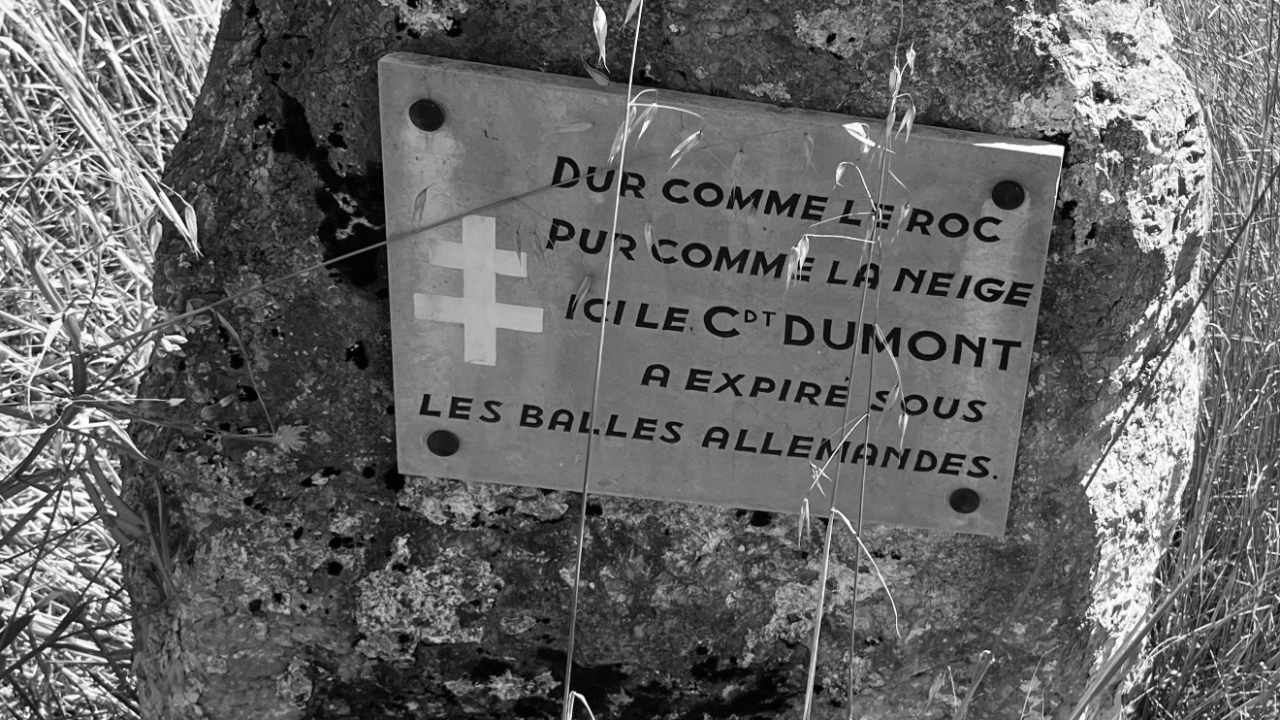 DUR COMME LE ROC
PUR COMME LA NEIGE
ICI LE CDT DUMONT
A EXPIRÉ SOUS
LES BALLES ALLEMANDES.